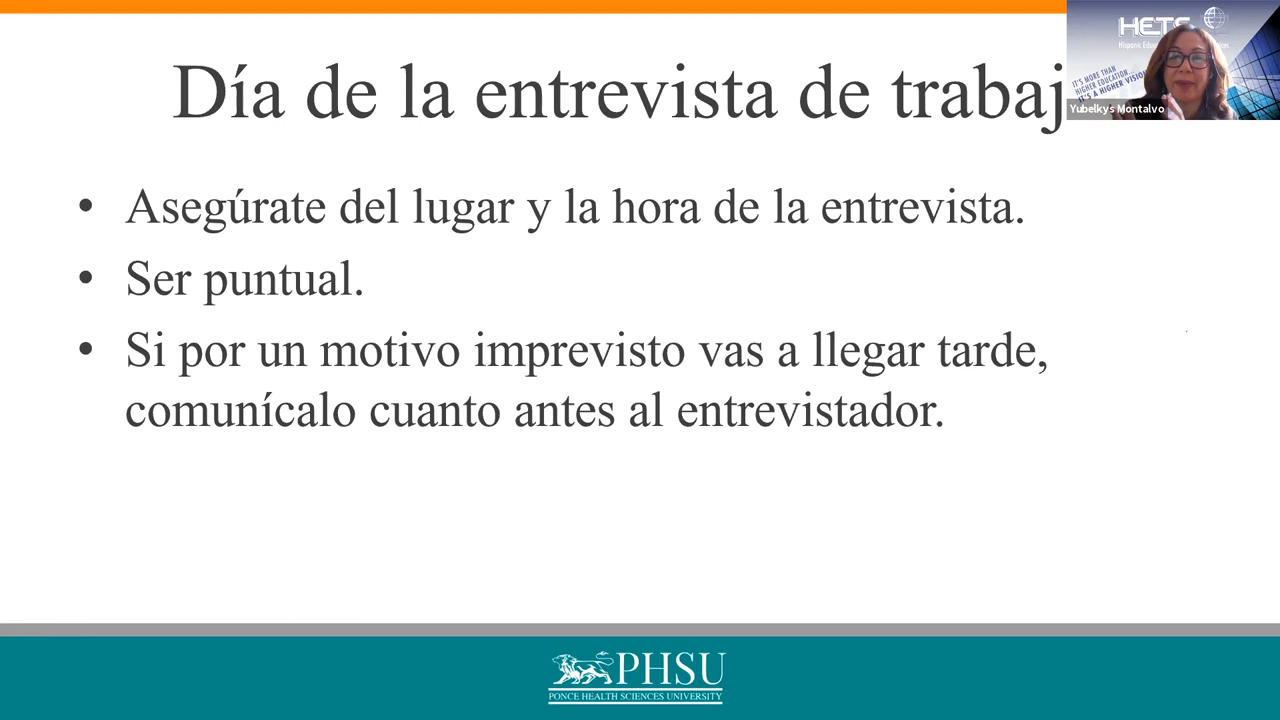 Día de la entrevista de trabaj
HETS
IT'S MORE THAN
HIGHER EDUCATION
IT'S A HIGHER VISION
Yubelkys Montalvo
• Asegúrate del lugar y la hora de la entrevista.
• Ser puntual.
• Si por un motivo imprevisto vas a llegar tarde,
comunícalo cuanto antes al entrevistador.
PHSU
PONCE HEALTH SCIENCES UNIVERSITY